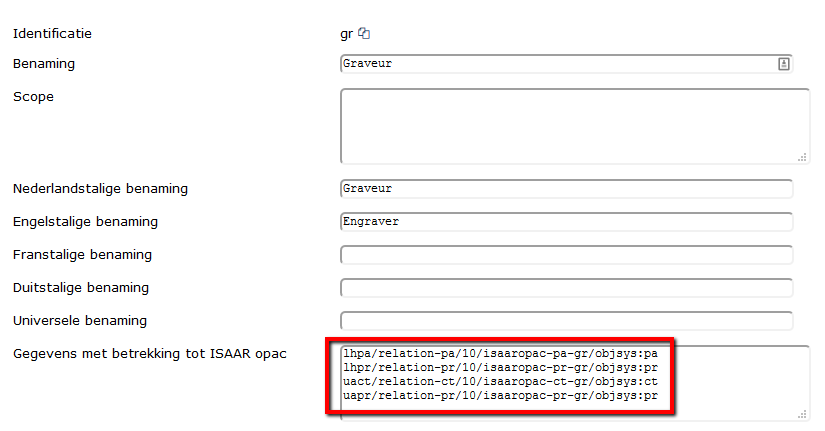 Identificatie gr
Benaming Graveur
Scope
Nederlandstalige benaming Graveur
Engelstalige benaming Engraver
Franstalige benaming
Duitstalige benaming
Universele benaming
Gegevens met betrekking tot ISAAR opac
lhpa/relation-pa/10/isaaropac-pa-gr/objsys:pa
lhpr/relation-pr/10/isaaropac-pr-gr/objsys:pr
uact/relation-ct/10/isaaropac-ct-gr/objsys:ct
uapr/relation-pr/10/isaaropac-pr-gr/objsys:pr